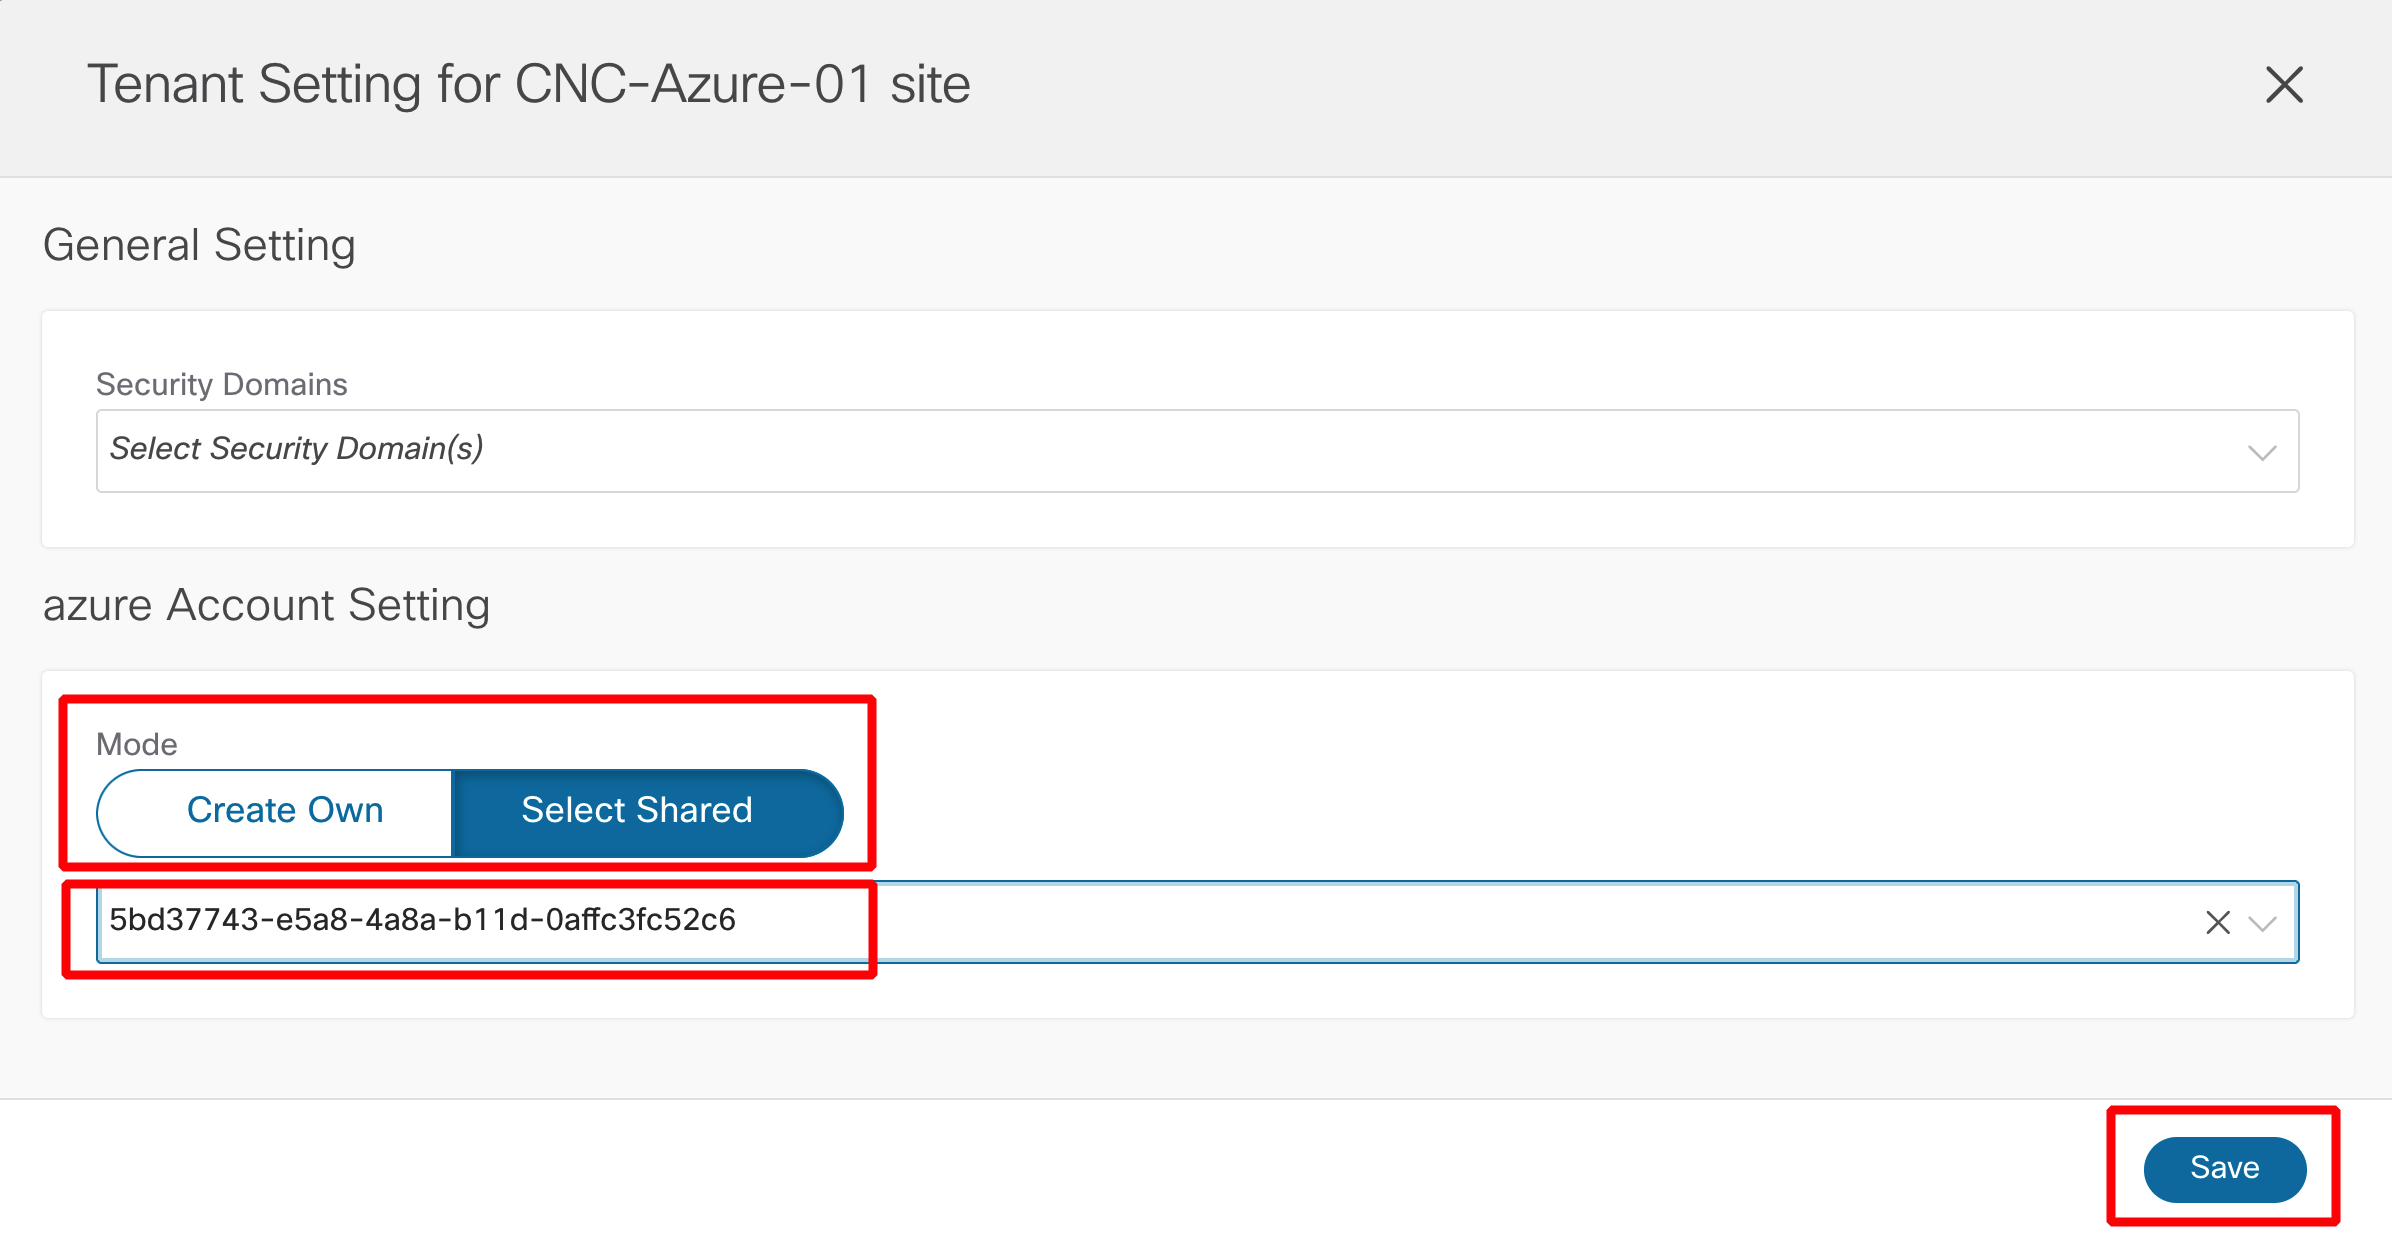 Tenant Setting for CNC-Azure-01 site
General Setting
Security Domains
Select Security Domain(s)
azure Account Setting
Mode
Create Own Select Shared
5bd37743-e5a8-4a8a-b11d-0affc3fc52c6
Save